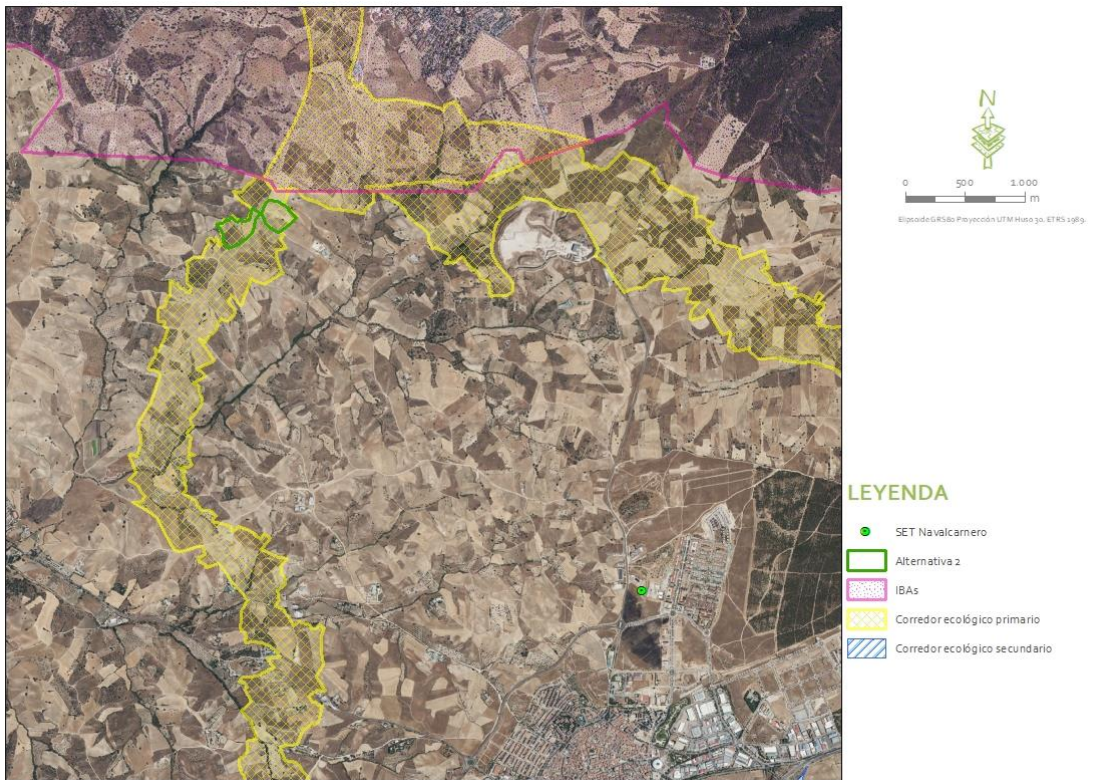 N
0 500 1.000
m
Elipsoide GRS80 Proyección UTM Huso 30. ETRS 1989.
LEYENDA
SET Navalcarnero
Alternativa 2
IBAs
Corredor ecológico primario
Corredor ecológico secundario